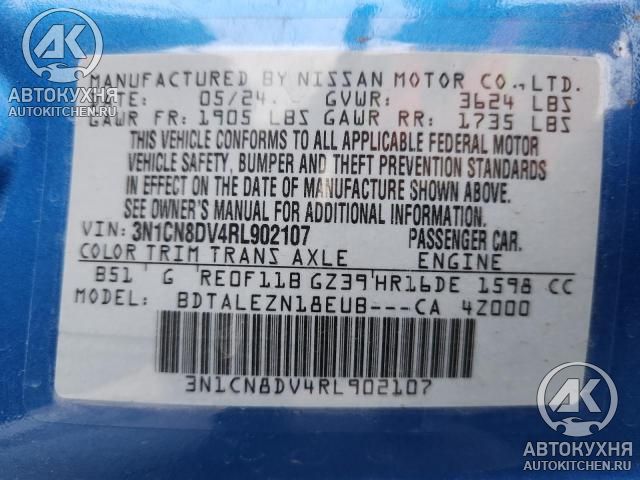 MANUFACTURED BY NISSAN MOTOR CO., LTD.
DATE: 05/24 GVWR: 3624 LBS
GAWR FR: 1905 LBS GAWR RR: 1735 LBS
THIS VEHICLE CONFORMS TO ALL APPLICABLE FEDERAL MOTOR
VEHICLE SAFETY, BUMPER AND THEFT PREVENTION STANDARDS
IN EFFECT ON THE DATE OF MANUFACTURE SHOWN ABOVE.
SEE OWNER'S MANUAL FOR ADDITIONAL INFORMATION
VIN: 3N1CN8DV4RL902107 PASSENGER CAR.
COLOR TRIM TRANS AXLE ENGINE
B51 G RE0F11B GZ39 HR16DE 1598 CC
MODEL: BDTALEZN18EUB---CA 4Z000
3N1CN8DV4RL902107
AK
АВТОКУХНЯ
AUTOKITCHEN.RU
AK
АВТОКУХНЯ
AUTOKITCHEN.RU